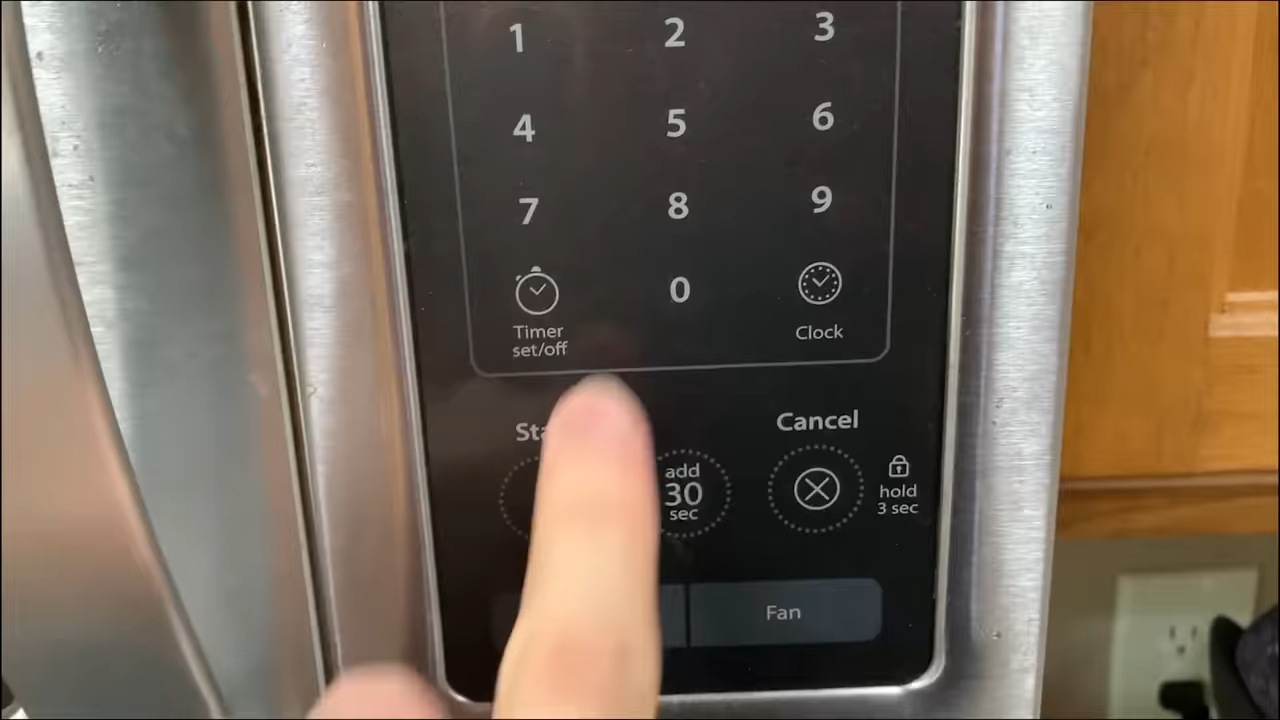 1 2 3
4 5 6
7 8 9
0
Timer
set/off
Clock
Cancel
add
30
sec
hold
3 sec
Fan